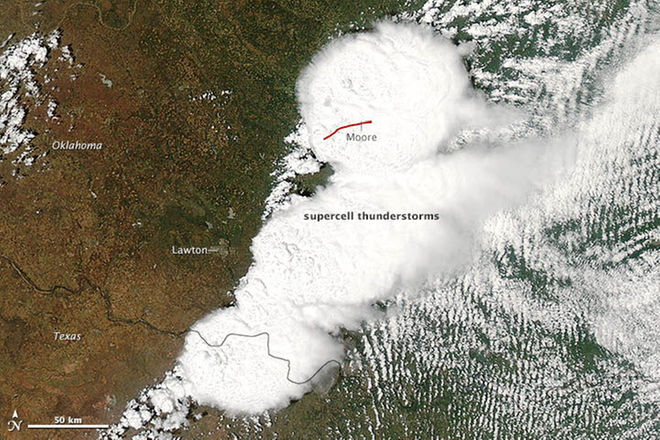 Oklahoma
Moore
supercell thunderstorms
Lawton
Texas
N
50 km